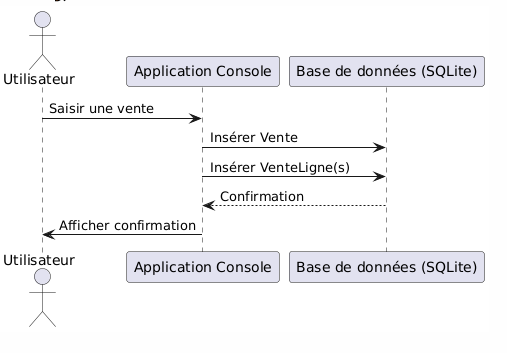 Utilisateur
Application Console
Base de données (SQLite)
Saisir une vente
Insérer Vente
Insérer VenteLigne(s)
Confirmation
Afficher confirmation
Utilisateur
Application Console
Base de données (SQLite)